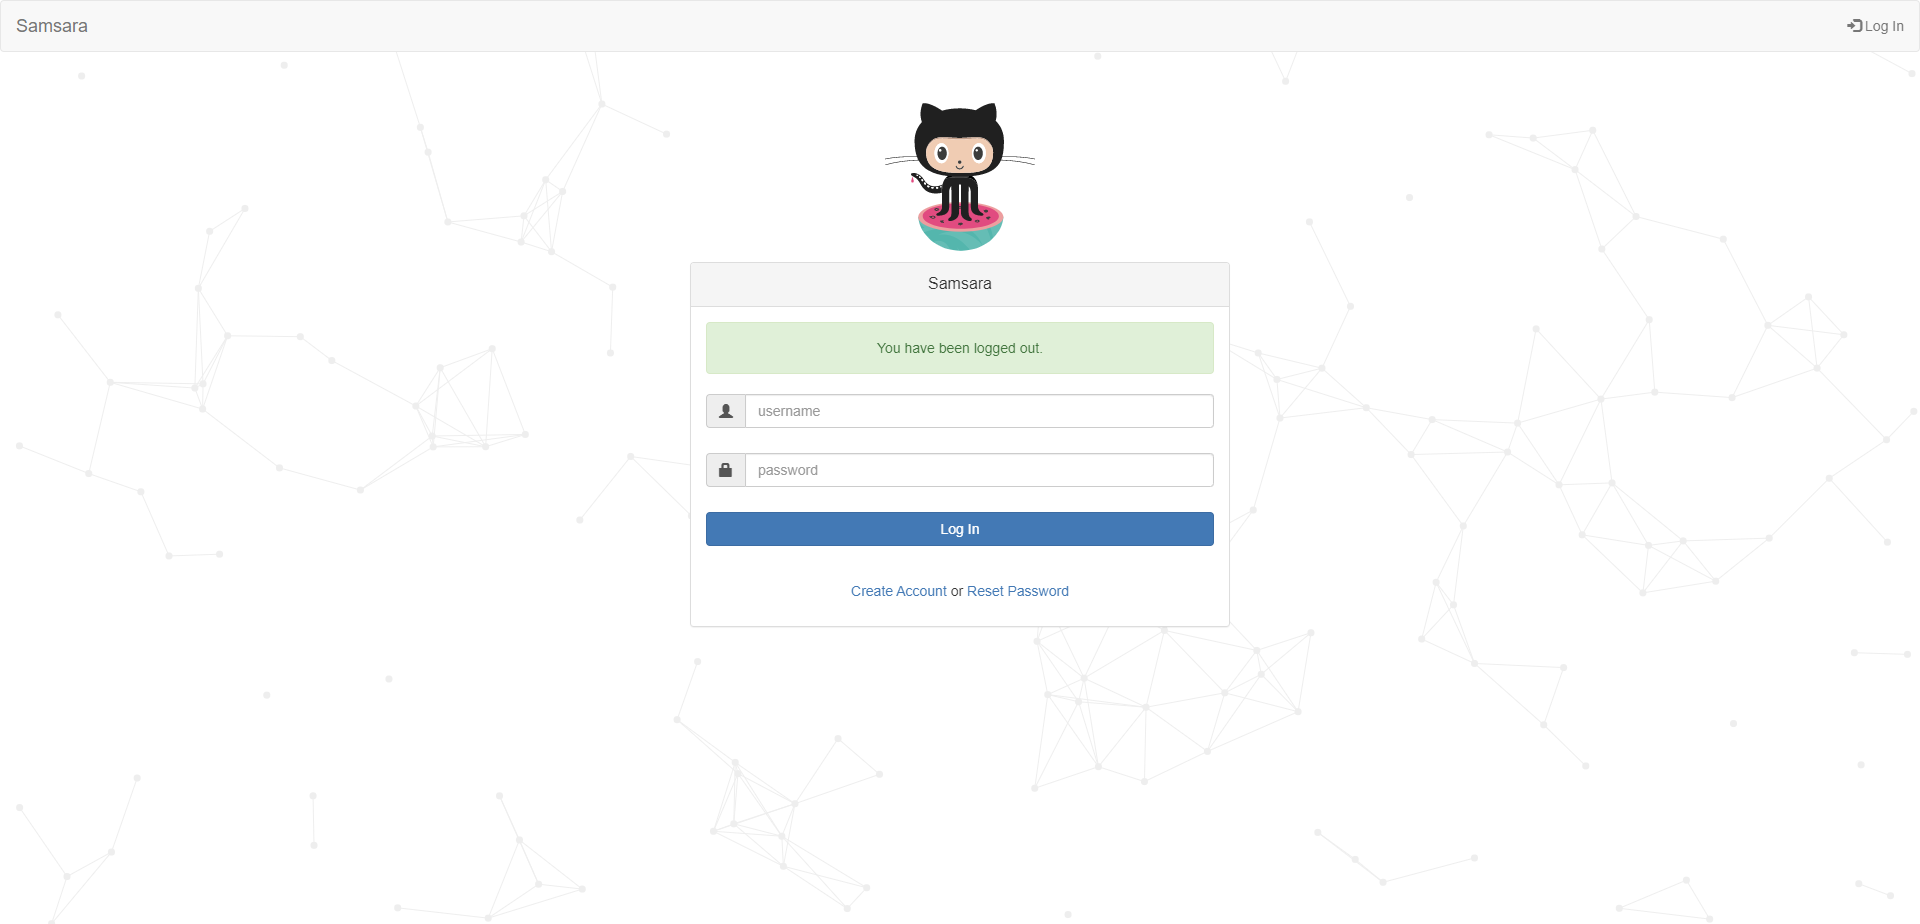 Samsara
Log In
Samsara
You have been logged out.
username
password
Log In
Create Account or Reset Password